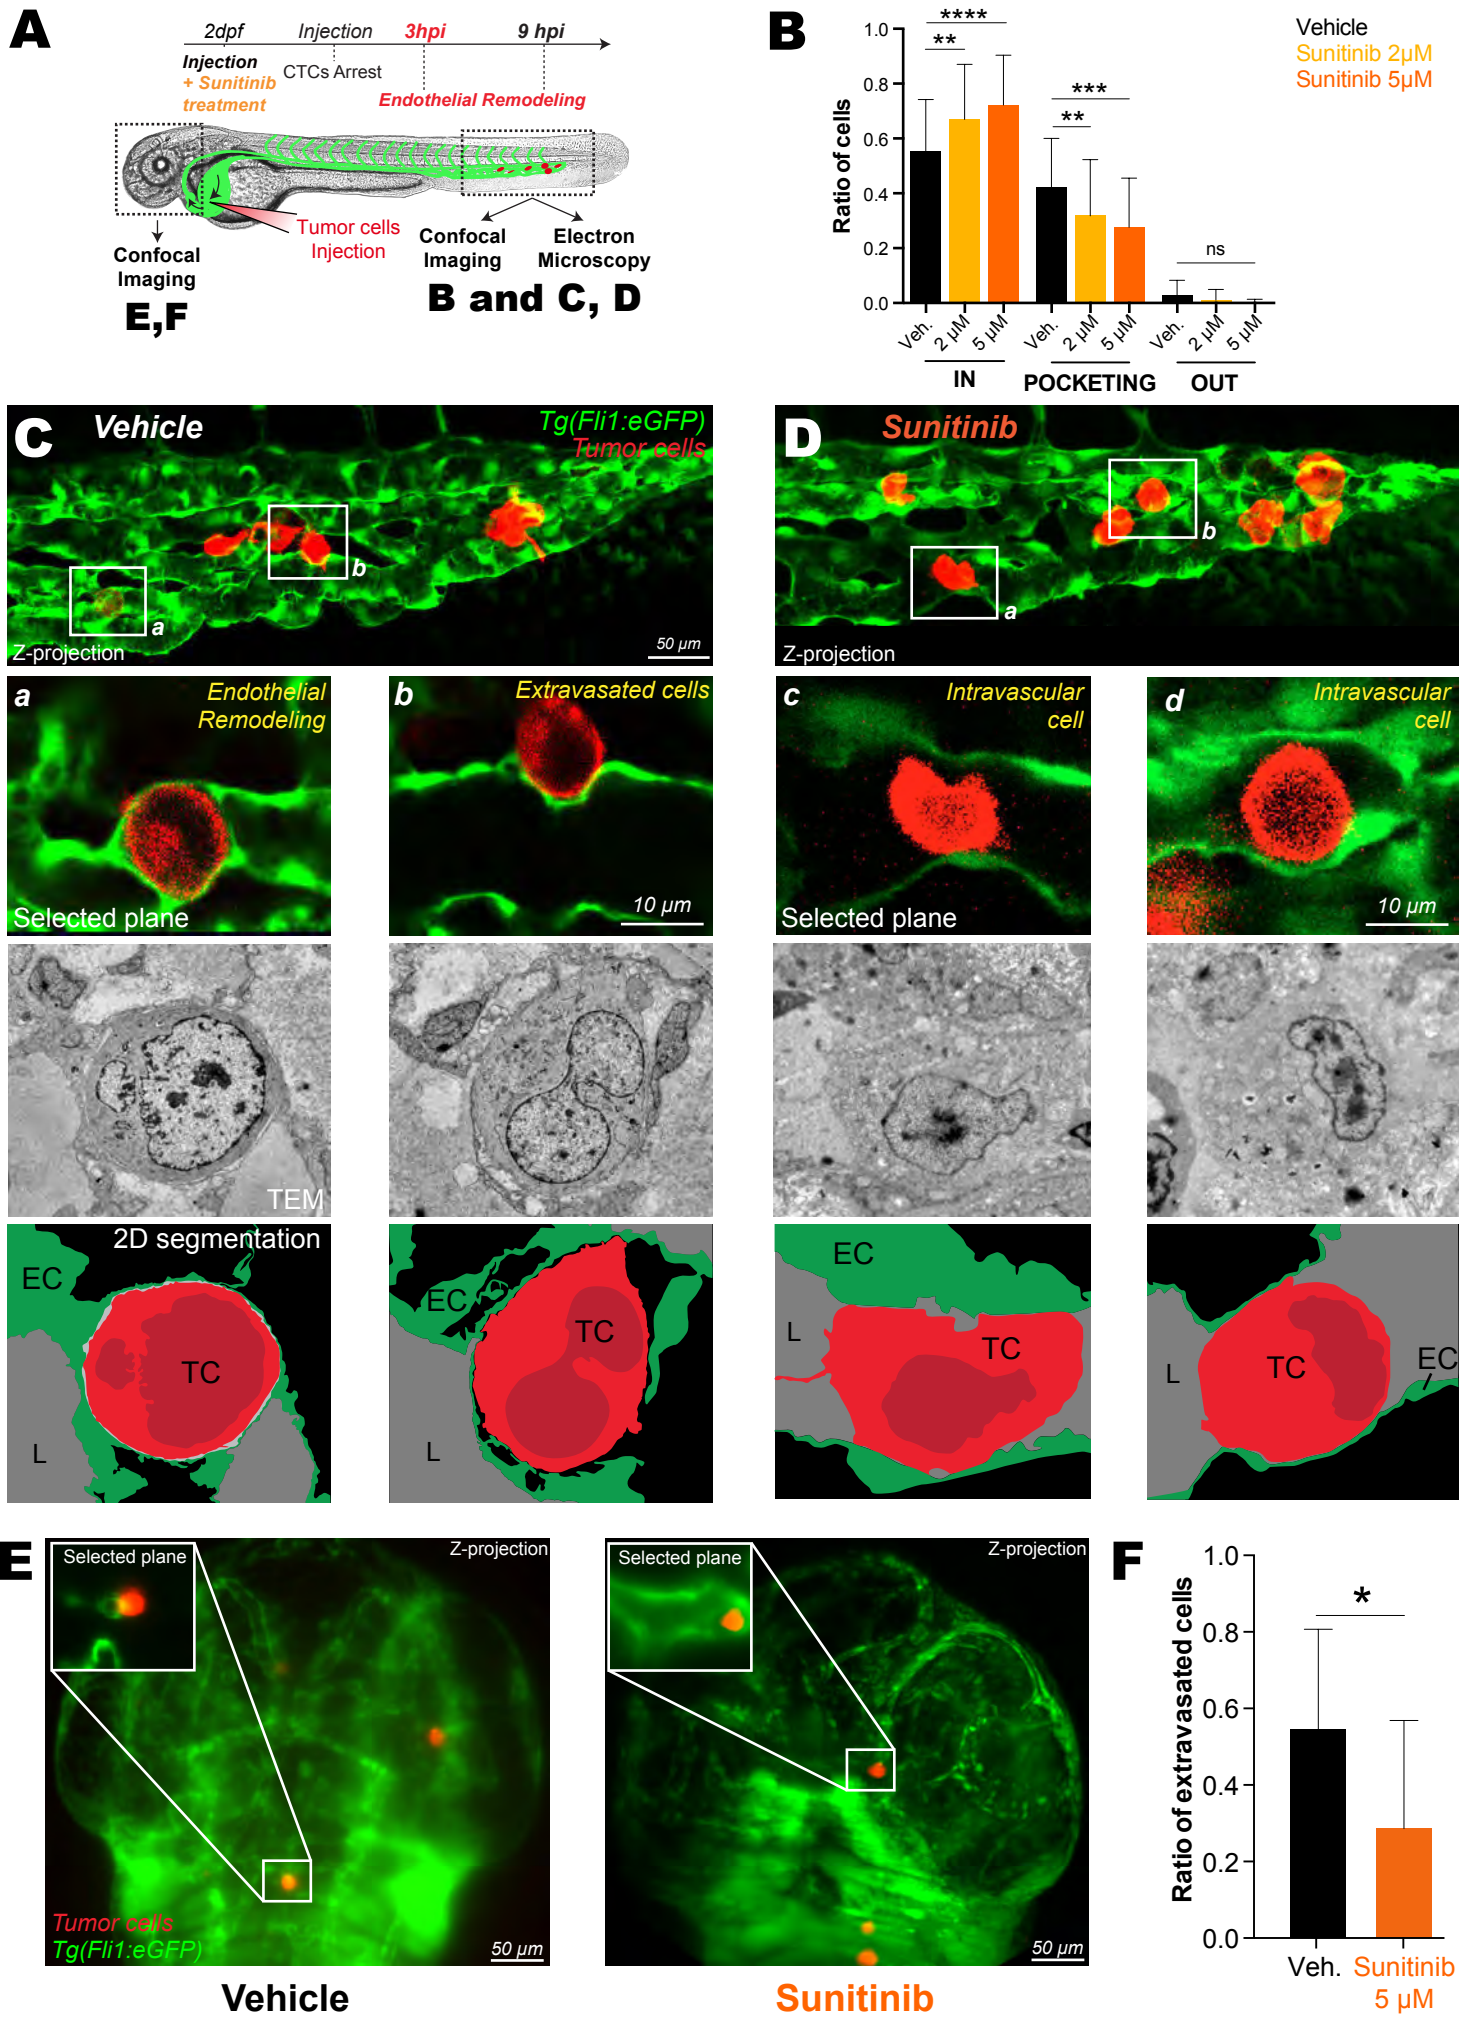 A
2dpf
Injection
3hpi
9 hpi
Injection
+ Sunitinib
treatment
CTCs Arrest
Endothelial Remodeling
Tumor cells
Injection
Confocal
Imaging
E,F
Confocal
Imaging
Electron
Microscopy
B and C, D
B
Ratio of cells
1.0
0.8
0.6
0.4
0.2
0.0
****
**
***
**
ns
Veh.
2 µM
5 µM
Veh.
2 µM
5 µM
Veh.
2 µM
5 µM
IN
POCKETING
OUT
Vehicle
Sunitinib 2µM
Sunitinib 5µM
C
Vehicle
Tg(Fli1:eGFP)
Tumor cells
a
b
Z-projection
50 µm
D
Sunitinib
a
b
Z-projection
a
Endothelial
Remodeling
Selected plane
b
Extravasated cells
10 µm
c
Intravascular
cell
Selected plane
d
Intravascular
cell
10 µm
TEM
2D segmentation
EC
TC
L
EC
TC
L
EC
L
TC
L
TC
EC
E
Selected plane
Z-projection
Tumor cells
Tg(Fli1:eGFP)
50 µm
Vehicle
Selected plane
Z-projection
50 µm
Sunitinib
F
Ratio of extravasated cells
1.0
0.8
0.6
0.4
0.2
0.0
*
Veh.
Sunitinib
5 µM